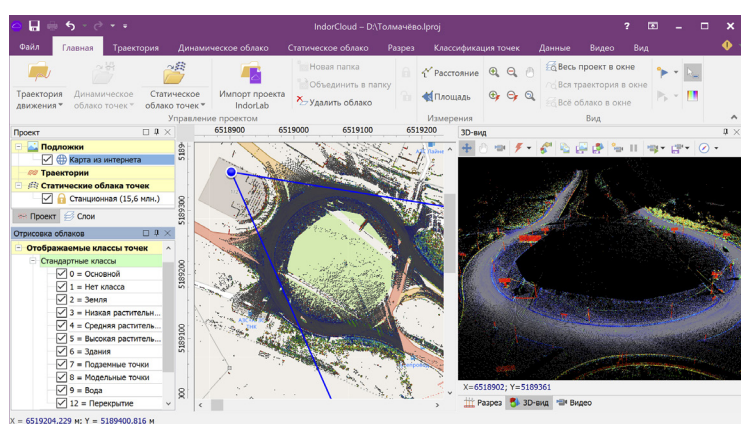 IndorCloud – D:\Толмачёво.lproj
Файл Главная Траектория Динамическое облако Статическое облако Разрез Классификация точек Данные Видео Вид
Траектория движения
Динамическое облако точек
Статическое облако точек
Импорт проекта IndorLab
Новая папка
Объединить в папку
Удалить облако
Управление проектом
Расстояние
Площадь
Измерения
Весь проект в окне
Вся траектория в окне
Всё облако в окне
Вид
Проект
Подложки
Карта из интернета
Траектории
Статические облака точек
Станционная (15,6 млн.)
Проект Слои
Отрисовка облаков
Отображаемые классы точек
Стандартные классы
0 = Основной
1 = Нет класса
2 = Земля
3 = Низкая растительн...
4 = Средняя раститель...
5 = Высокая раститель...
6 = Здания
7 = Подземные точки
8 = Модельные точки
9 = Вода
12 = Перекрытие
6518900 6519000 6519100 6519200
5189300
5189200
5189100
3D-вид
X=6518902; Y=5189361
Разрез 3D-вид Видео
X = 6519204,229 м; Y = 5189400,816 м